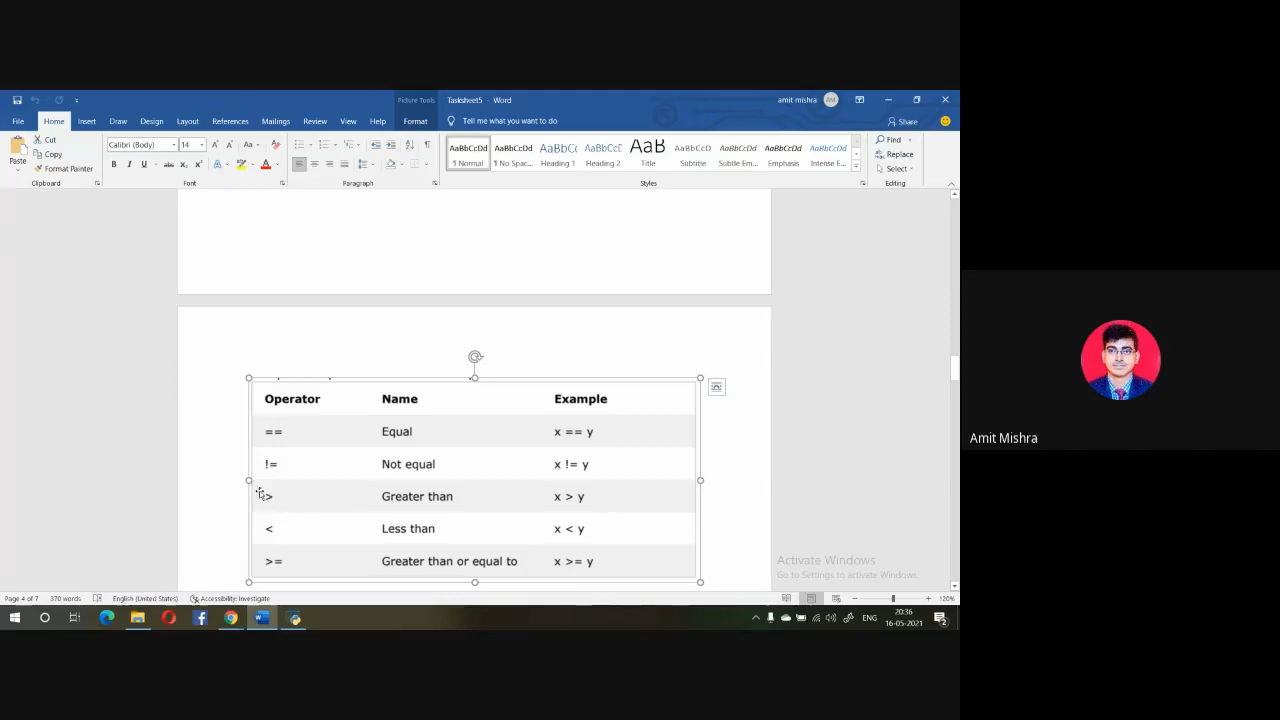 Picture Tools
Tasksheet5 - Word
amit mishra
AM
File
Home
Insert
Draw
Design
Layout
References
Mailings
Review
View
Help
Format
Tell me what you want to do
Share
Paste
Cut
Copy
Format Painter
Clipboard
Calibri (Body)
14
Font
Paragraph
AaBbCcDd
¶ Normal
AaBbCcDd
¶ No Spac...
AaBbC(
Heading 1
AaBbCcC
Heading 2
AaB
Title
AaBbCcD
Subtitle
AaBbCcDd
Subtle Em...
AaBbCcDd
Emphasis
AaBbCcDd
Intense E...
Styles
Find
Replace
Select
Editing
Operator Name Example
== Equal x == y
!= Not equal x != y
> Greater than x > y
< Less than x < y
>= Greater than or equal to x >= y
Activate Windows
Go to Settings to activate Windows.
Page 4 of 7
370 words
English (United States)
Accessibility: Investigate
120%
ENG
20:36
16-05-2021
2
Amit Mishra